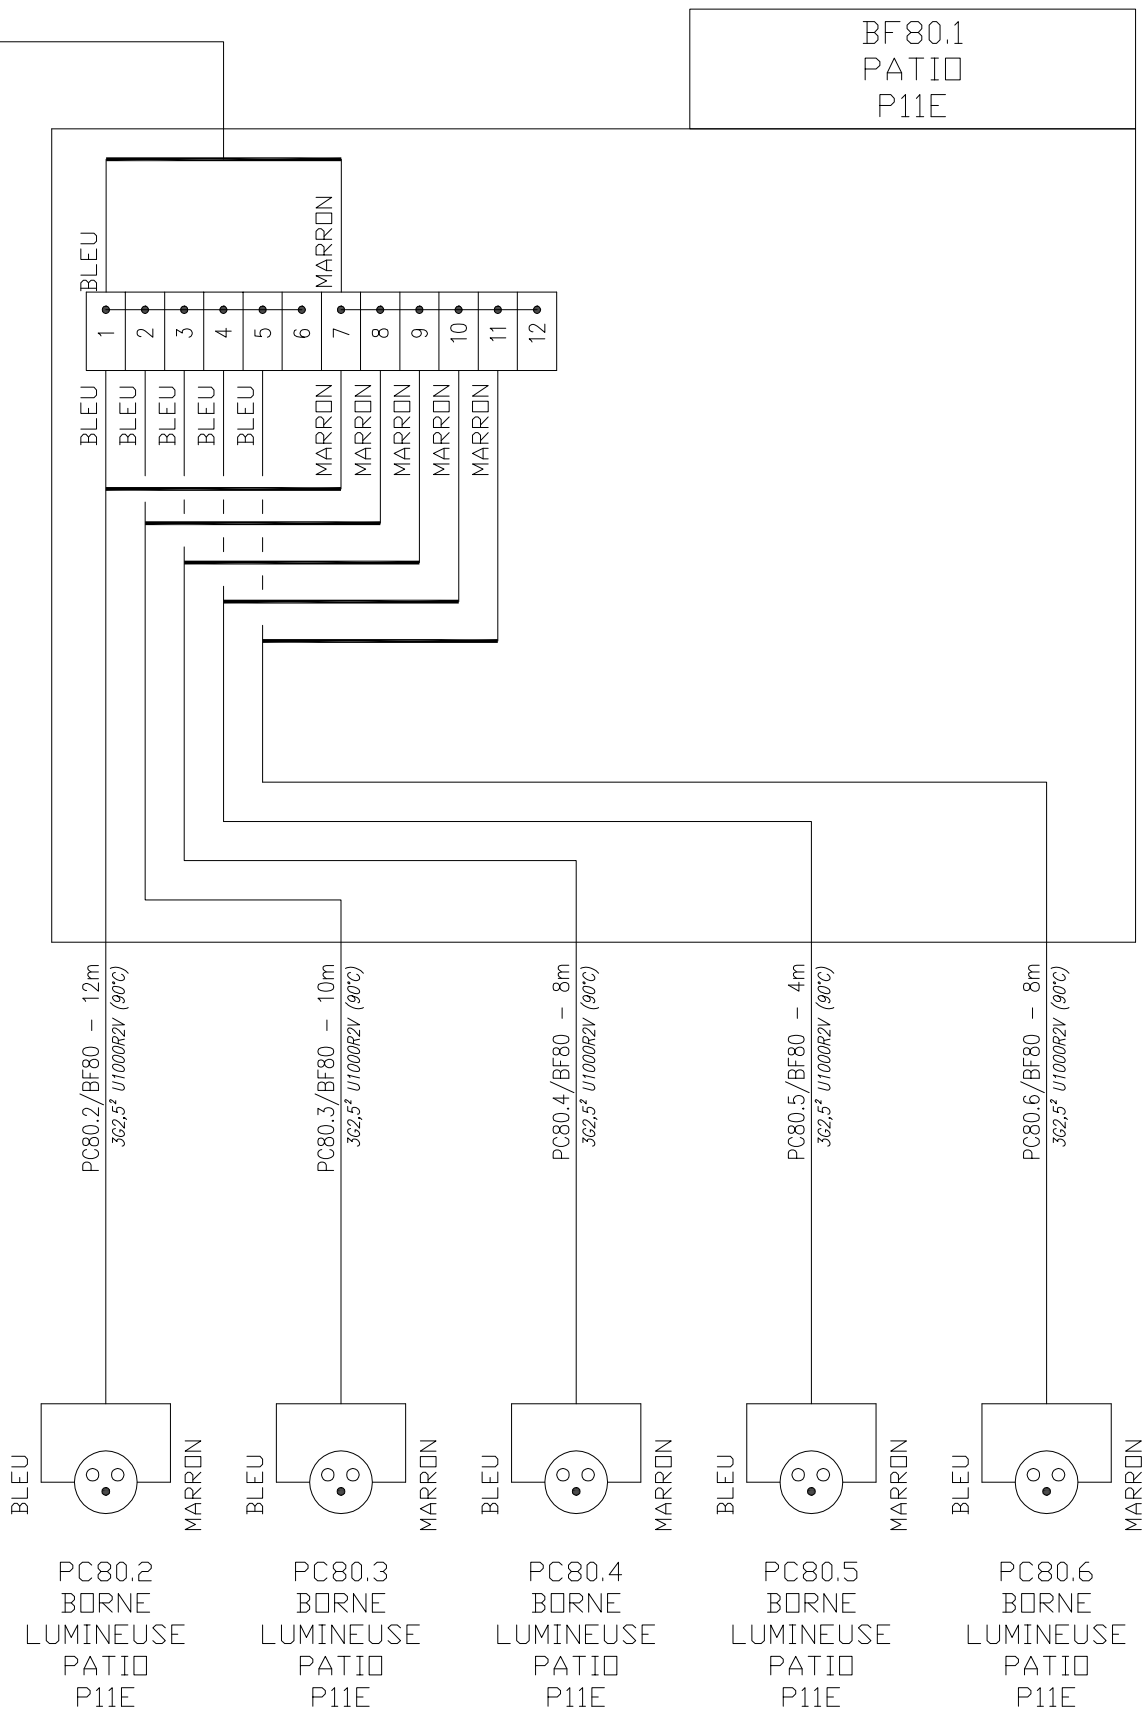 BF80.1
PATIO
P11E
BLEU
MARRON
1
2
3
4
5
6
7
8
9
10
11
12
BLEU
BLEU
BLEU
BLEU
BLEU
MARRON
MARRON
MARRON
MARRON
MARRON
PC80.2/BF80 - 12m
3G2,5² U1000R2V (90°C)
PC80.3/BF80 - 10m
3G2,5² U1000R2V (90°C)
PC80.4/BF80 - 8m
3G2,5² U1000R2V (90°C)
PC80.5/BF80 - 4m
3G2,5² U1000R2V (90°C)
PC80.6/BF80 - 8m
3G2,5² U1000R2V (90°C)
BLEU
MARRON
BLEU
MARRON
BLEU
MARRON
BLEU
MARRON
BLEU
MARRON
PC80.2
BORNE
LUMINEUSE
PATIO
P11E
PC80.3
BORNE
LUMINEUSE
PATIO
P11E
PC80.4
BORNE
LUMINEUSE
PATIO
P11E
PC80.5
BORNE
LUMINEUSE
PATIO
P11E
PC80.6
BORNE
LUMINEUSE
PATIO
P11E